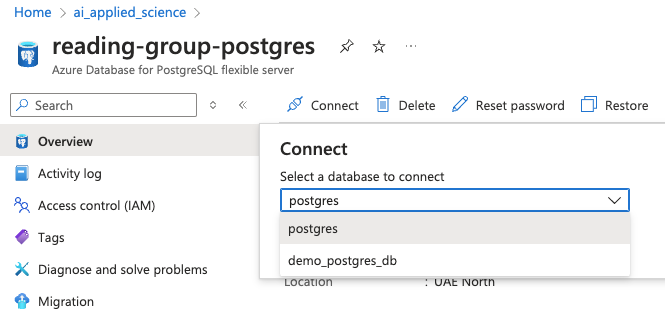 Home > ai_applied_science >
reading-group-postgres
Azure Database for PostgreSQL flexible server
Search
Connect Delete Reset password Restore
Overview
Activity log
Access control (IAM)
Tags
Diagnose and solve problems
Migration
Connect
Select a database to connect
postgres
postgres
demo_postgres_db
Location : UAE North